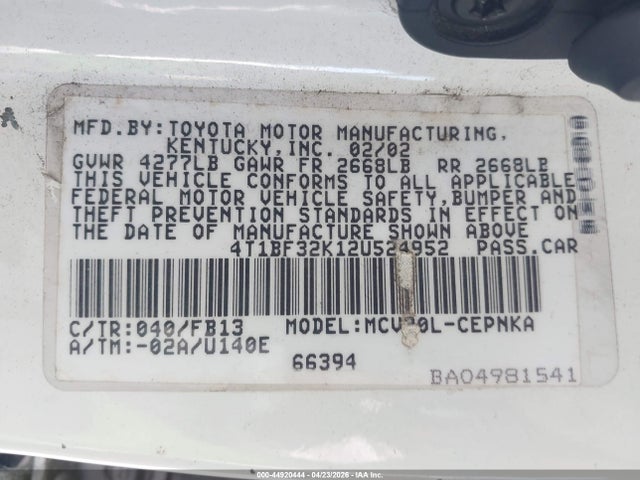 MFD.BY:TOYOTA MOTOR MANUFACTURING,
KENTUCKY,INC. 02/02
GVWR 4277LB GAWR FR 2668LB RR 2668LB
THIS VEHICLE CONFORMS TO ALL APPLICABLE
FEDERAL MOTOR VEHICLE SAFETY,BUMPER AND
THEFT PREVENTION STANDARDS IN EFFECT ON
THE DATE OF MANUFACTURE SHOWN ABOVE
4T1BF32K12U524952 PASS.CAR
C/TR:040/FB13 MODEL:MCV30L-CEPNKA
A/TM:-02A/U140E
66394
BA04981541
000-44920444 - 04/23/2026 - IAAI.COM